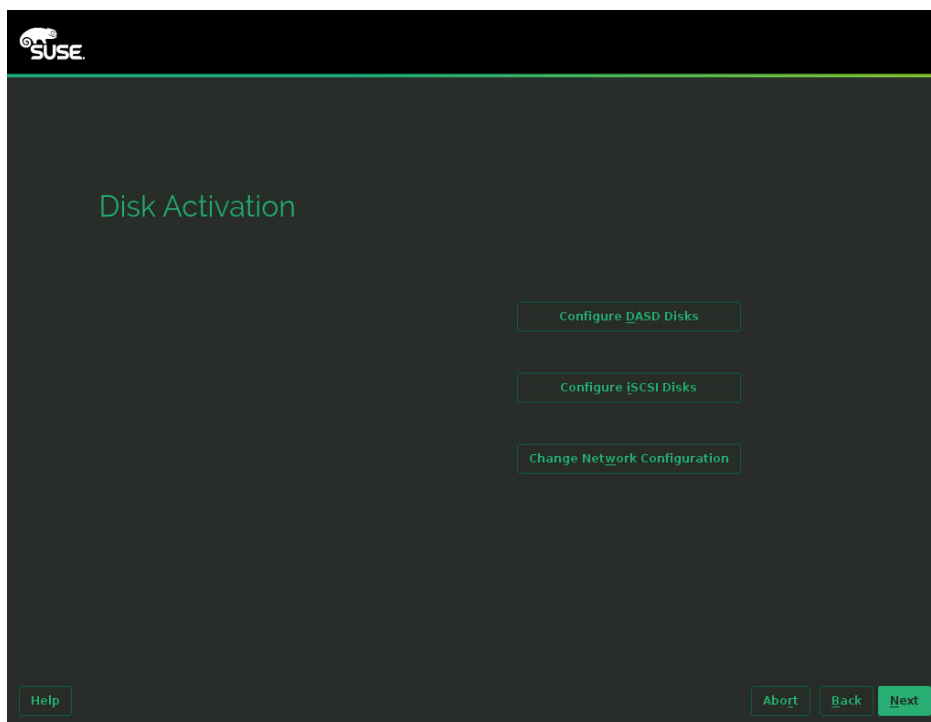 SUSE.
Disk Activation
Configure DASD Disks
Configure iSCSI Disks
Change Network Configuration
Help
Abort
Back
Next